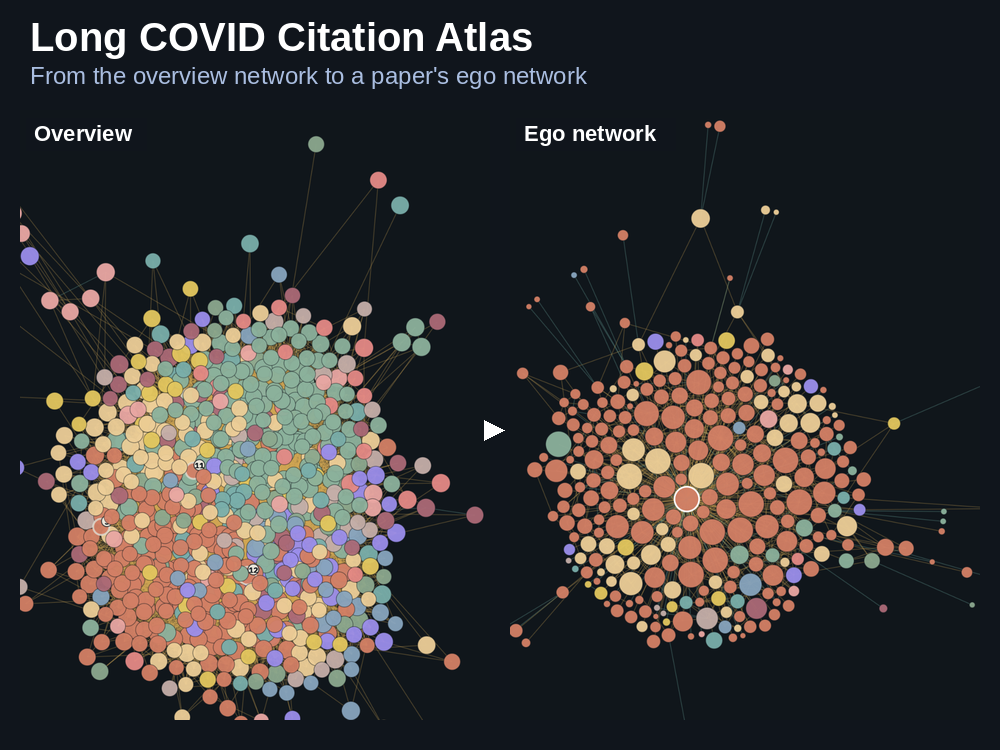 Long COVID Citation Atlas
From the overview network to a paper's ego network
Overview
Ego network
11
12